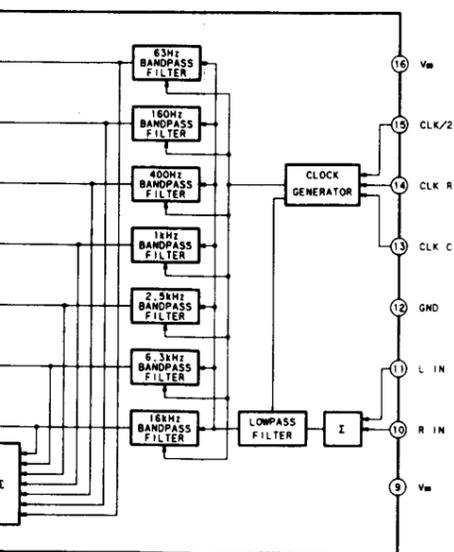 63Hz
BANDPASS
FILTER
16
160Hz
BANDPASS
FILTER
15 CLK/2
400Hz
BANDPASS
FILTER
CLOCK
GENERATOR
14 CLK R
1kHz
BANDPASS
FILTER
13 CLK C
2.5kHz
BANDPASS
FILTER
12 GND
6.3kHz
BANDPASS
FILTER
11 L IN
16kHz
BANDPASS
FILTER
LOWPASS
FILTER
Σ
10 R IN
Σ
9